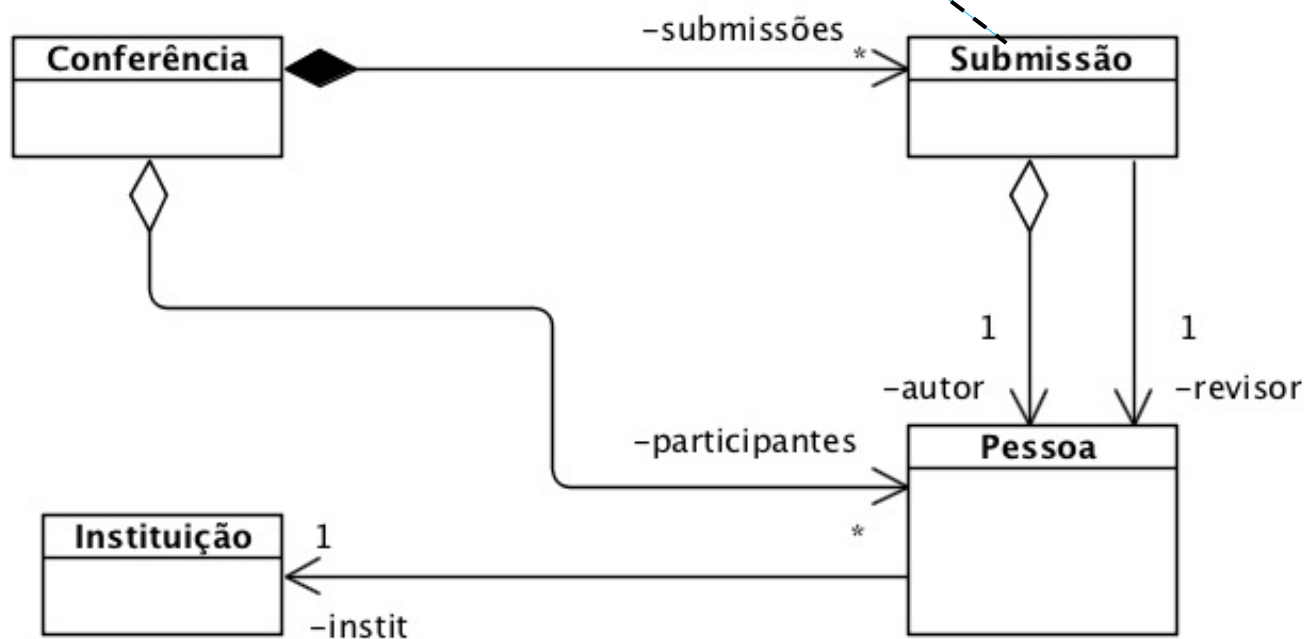 Conferência
-submissões
*
Submissão
1
-autor
1
-revisor
-participantes
*
Pessoa
Instituição
1
-instit